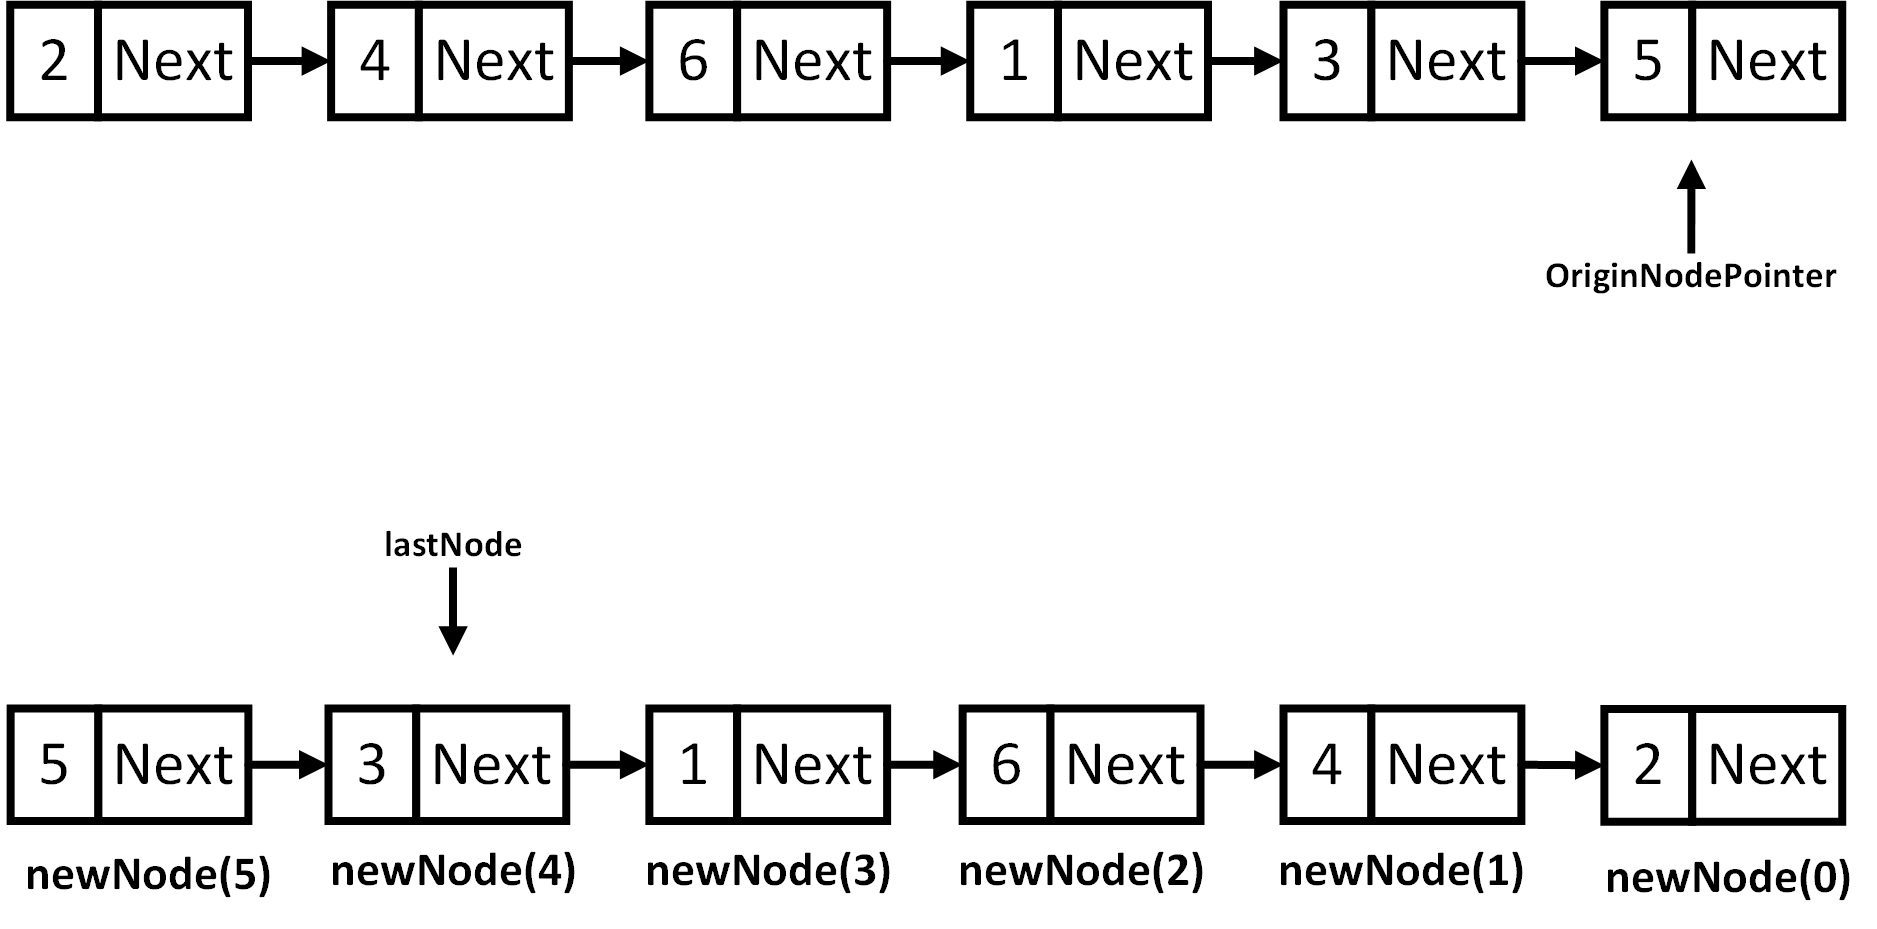 2 Next 4 Next 6 Next 1 Next 3 Next 5 Next
OriginNodePointer
lastNode
5 Next 3 Next 1 Next 6 Next 4 Next 2 Next
newNode(5) newNode(4) newNode(3) newNode(2) newNode(1) newNode(0)